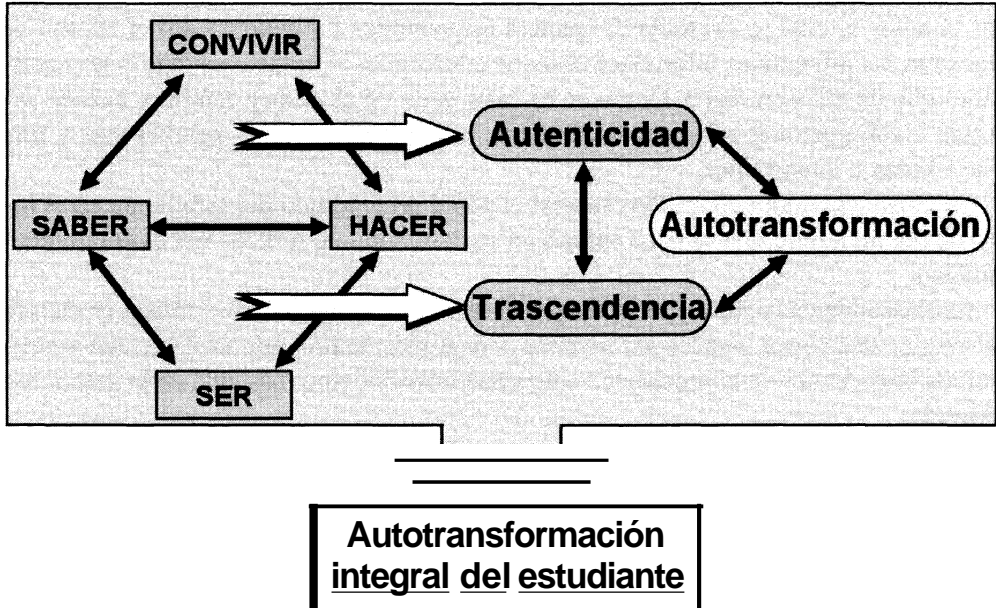 CONVIVIR
Autenticidad
SABER
HACER
Autotransformación
Trascendencia
SER
Autotransformación
integral del estudiante